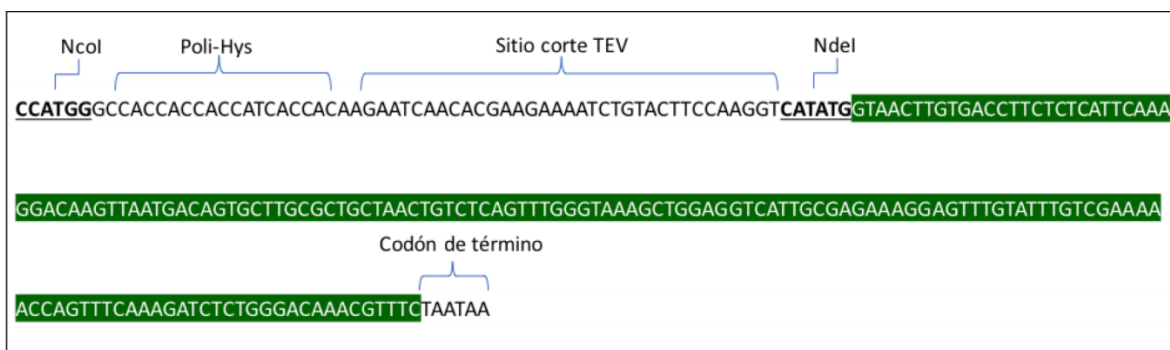 NcoI Poli-Hys Sitio corte TEV NdeI
CCATGGGCCACCACCACCATCACCACAAGAATCAACACGAAGAAAATCTGTACTTCCAAGGTCATATGGTAACTTGTGACCTTCTCTCATTCAAA
GGACAAGTTAATGACAGTGCTTGCGCTGCTAACTGTCTCAGTTTGGGTAAAGCTGGAGGTCATTGCGAGAAAGGAGTTTGTATTTGTCGAAAA
Codón de término
ACCAGTTTCAAAGATCTCTGGGACAAACGTTTCTAATAA